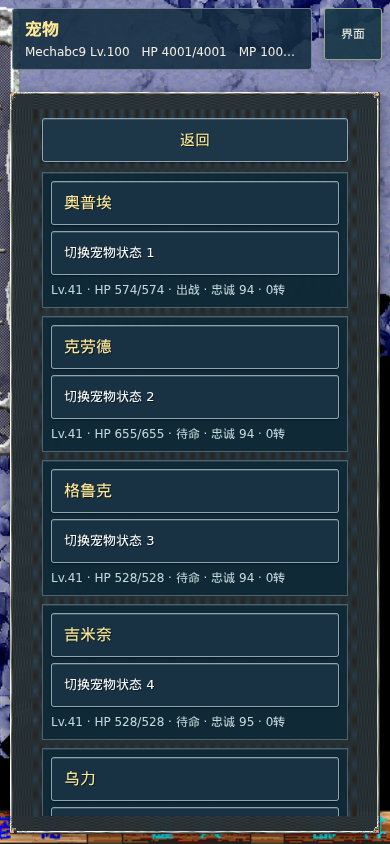 宠物
Mechabc9 Lv.100 HP 4001/4001 MP 100...
界面
返回
奥普埃
切换宠物状态 1
Lv.41 · HP 574/574 · 出战 · 忠诚 94 · 0转
克劳德
切换宠物状态 2
Lv.41 · HP 655/655 · 待命 · 忠诚 94 · 0转
格鲁克
切换宠物状态 3
Lv.41 · HP 528/528 · 待命 · 忠诚 94 · 0转
吉米奈
切换宠物状态 4
Lv.41 · HP 528/528 · 待命 · 忠诚 95 · 0转
乌力